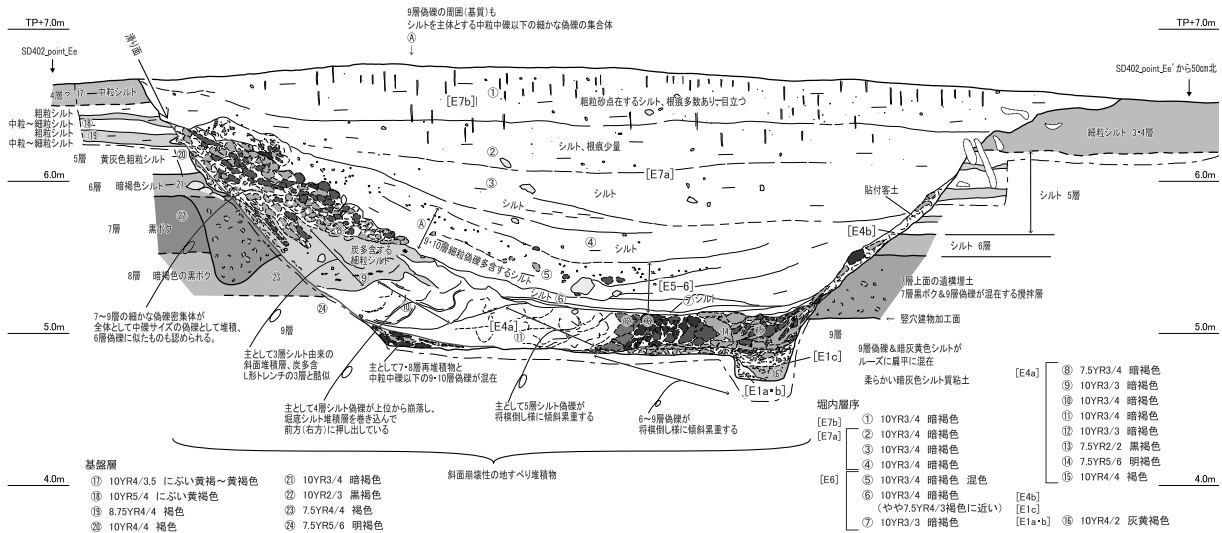 9層偽礫の周囲(基質)も
シルトを主体とする中粒中礫以下の細かな偽礫の集合体
Ⓐ
TP+7.0m
TP+7.0m
SD402_point_Ee
滑り面
SD402_point_Ee'から50㎝北
4層?
⑰
中粒シルト
[E7b]
①
粗粒砂点在するシルト、根痕多数あり目立つ
粗粒シルト
中粒～細粒シルト
⑱
粗粒シルト
⑲
中粒～細粒シルト
細粒シルト 3・4層
5層 黄灰色粗粒シルト
⑳
②
シルト、根痕少量
[E7a]
6.0m
6.0m
6層 暗褐色シルト
㉑
③
シルト
シルト
貼付客土
シルト 5層
7層 黒ボク
㉒
Ⓐ
9・10層細粒偽礫多含するシルト
④
シルト
[E4b]
シルト 6層
炭多含する
細粒シルト
⑧
⑨
⑤
[E5-6]
8層 暗褐色の黒ボク
㉓
シルト
⑥
⑦
シルト
7層上面の遺構埋土
7層黒ボク&9層偽礫が混在する攪拌層
㉔
⑩
竪穴建物加工面
5.0m
5.0m
7～9層の細かな偽礫密集体が
全体として中礫サイズの偽礫として堆積、
6層偽礫に似たものも認められる。
9層
[E4a]
⑪
⑭
⑮
9層
[E1c]
[E1a・b]
9層偽礫&暗灰黄色シルトが
ルーズに扁平に混在
柔らかい暗灰色シルト質粘土
主として3層シルト由来の
斜面堆積層、炭多含
L形トレンチの3層と酷似
主として7・8層再堆積物と
中粒中礫以下の9・10層偽礫が混在
主として4層シルト偽礫が上位から崩落し、
堀底シルト堆積層を巻き込んで
前方(右方)に押し出している
主として5層シルト偽礫が
将棋倒し様に傾斜累重する
6～9層偽礫が
将棋倒し様に傾斜累重する
斜面崩壊性の地すべり堆積物
4.0m
4.0m
基盤層
⑰ 10YR4/3.5 にぶい黄褐～黄褐色
⑱ 10YR5/4 にぶい黄褐色
⑲ 8.75YR4/4 褐色
⑳ 10YR4/4 褐色
㉑ 10YR3/4 暗褐色
㉒ 10YR2/3 黒褐色
㉓ 7.5YR4/4 褐色
㉔ 7.5YR5/6 明褐色
堀内層序
[E7b] ① 10YR3/4 暗褐色
[E7a] ② 10YR3/4 暗褐色
③ 10YR3/4 暗褐色
④ 10YR3/4 暗褐色
[E6] ⑤ 10YR3/4 暗褐色 混色
⑥ 10YR3/4 暗褐色
(やや7.5YR4/3褐色に近い)
⑦ 10YR3/3 暗褐色
[E4a] ⑧ 7.5YR3/4 暗褐色
⑨ 10YR3/3 暗褐色
⑩ 10YR3/4 暗褐色
⑪ 10YR3/4 暗褐色
⑫ 10YR3/3 暗褐色
⑬ 7.5YR2/2 黒褐色
⑭ 7.5YR5/6 明褐色
⑮ 10YR4/4 褐色
[E4b]
[E1c]
[E1a・b] ⑯ 10YR4/2 灰黄褐色